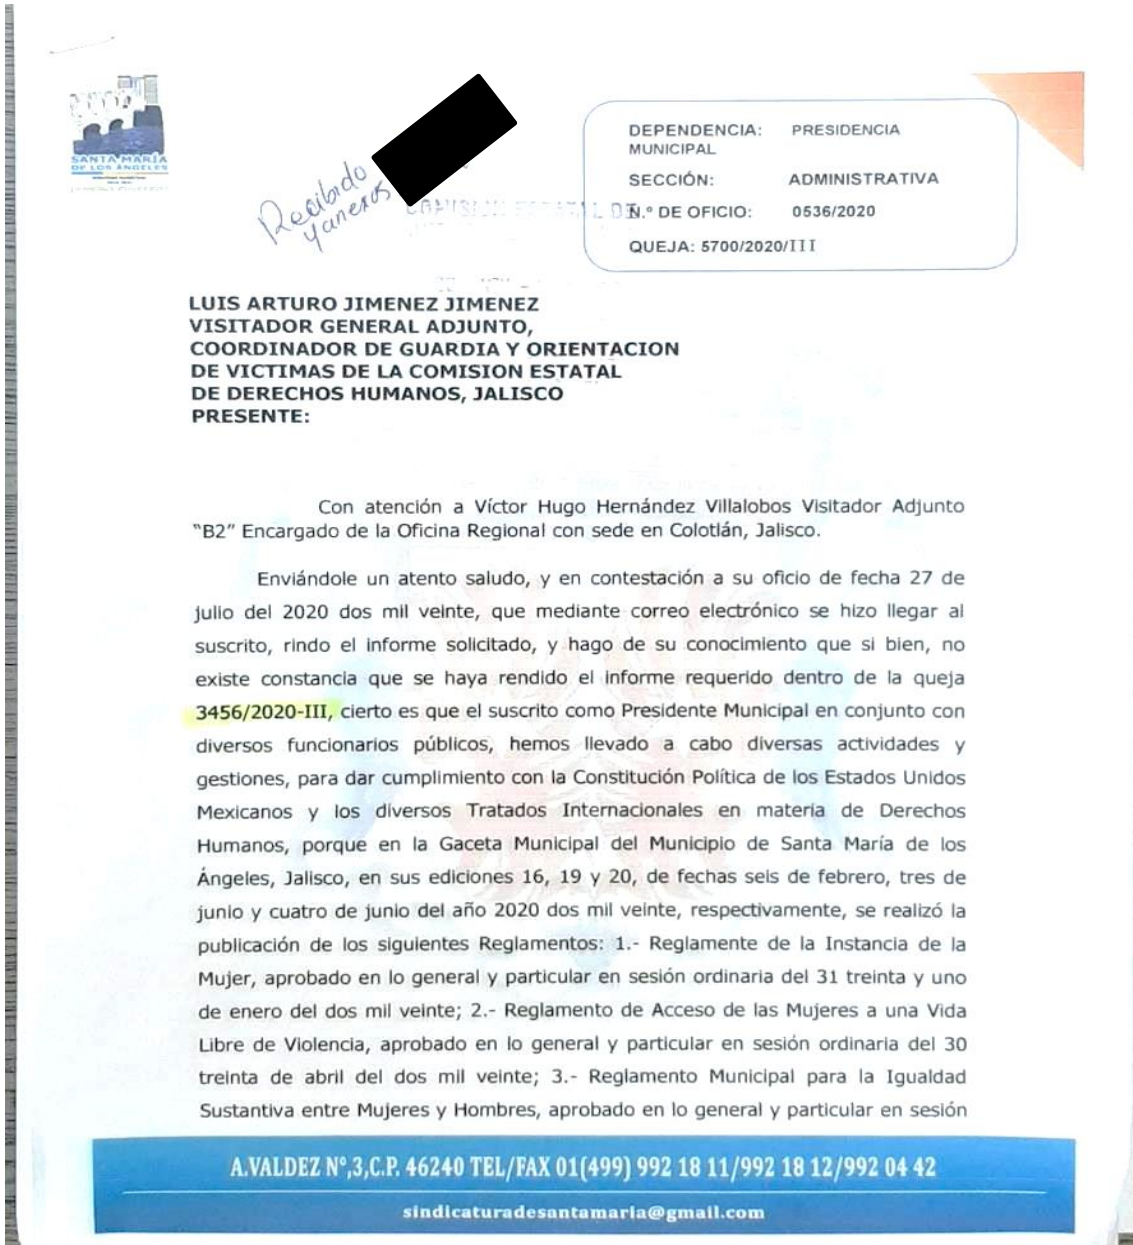 SANTA MARÍA
DE LOS ÁNGELES
Recibido
y anexos
COMISION ESTATAL DE
DEPENDENCIA: PRESIDENCIA
MUNICIPAL
SECCIÓN: ADMINISTRATIVA
N.º DE OFICIO: 0536/2020
QUEJA: 5700/2020/III
LUIS ARTURO JIMENEZ JIMENEZ
VISITADOR GENERAL ADJUNTO,
COORDINADOR DE GUARDIA Y ORIENTACION
DE VICTIMAS DE LA COMISION ESTATAL
DE DERECHOS HUMANOS, JALISCO
PRESENTE:
Con atención a Víctor Hugo Hernández Villalobos Visitador Adjunto
"B2" Encargado de la Oficina Regional con sede en Colotlán, Jalisco.
Enviándole un atento saludo, y en contestación a su oficio de fecha 27 de
julio del 2020 dos mil veinte, que mediante correo electrónico se hizo llegar al
suscrito, rindo el informe solicitado, y hago de su conocimiento que si bien, no
existe constancia que se haya rendido el informe requerido dentro de la queja
3456/2020-III, cierto es que el suscrito como Presidente Municipal en conjunto con
diversos funcionarios públicos, hemos llevado a cabo diversas actividades y
gestiones, para dar cumplimiento con la Constitución Política de los Estados Unidos
Mexicanos y los diversos Tratados Internacionales en materia de Derechos
Humanos, porque en la Gaceta Municipal del Municipio de Santa María de los
Ángeles, Jalisco, en sus ediciones 16, 19 y 20, de fechas seis de febrero, tres de
junio y cuatro de junio del año 2020 dos mil veinte, respectivamente, se realizó la
publicación de los siguientes Reglamentos: 1.- Reglamente de la Instancia de la
Mujer, aprobado en lo general y particular en sesión ordinaria del 31 treinta y uno
de enero del dos mil veinte; 2.- Reglamento de Acceso de las Mujeres a una Vida
Libre de Violencia, aprobado en lo general y particular en sesión ordinaria del 30
treinta de abril del dos mil veinte; 3.- Reglamento Municipal para la Igualdad
Sustantiva entre Mujeres y Hombres, aprobado en lo general y particular en sesión
A.VALDEZ Nº,3,C.P. 46240 TEL/FAX 01(499) 992 18 11/992 18 12/992 04 42
sindicaturadesantamaria@gmail.com